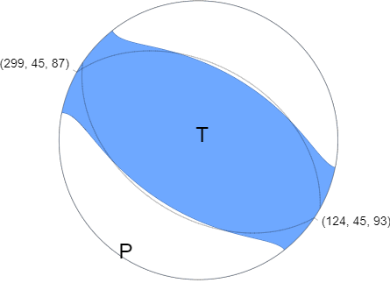 (299, 45, 87)
T
(124, 45, 93)
P